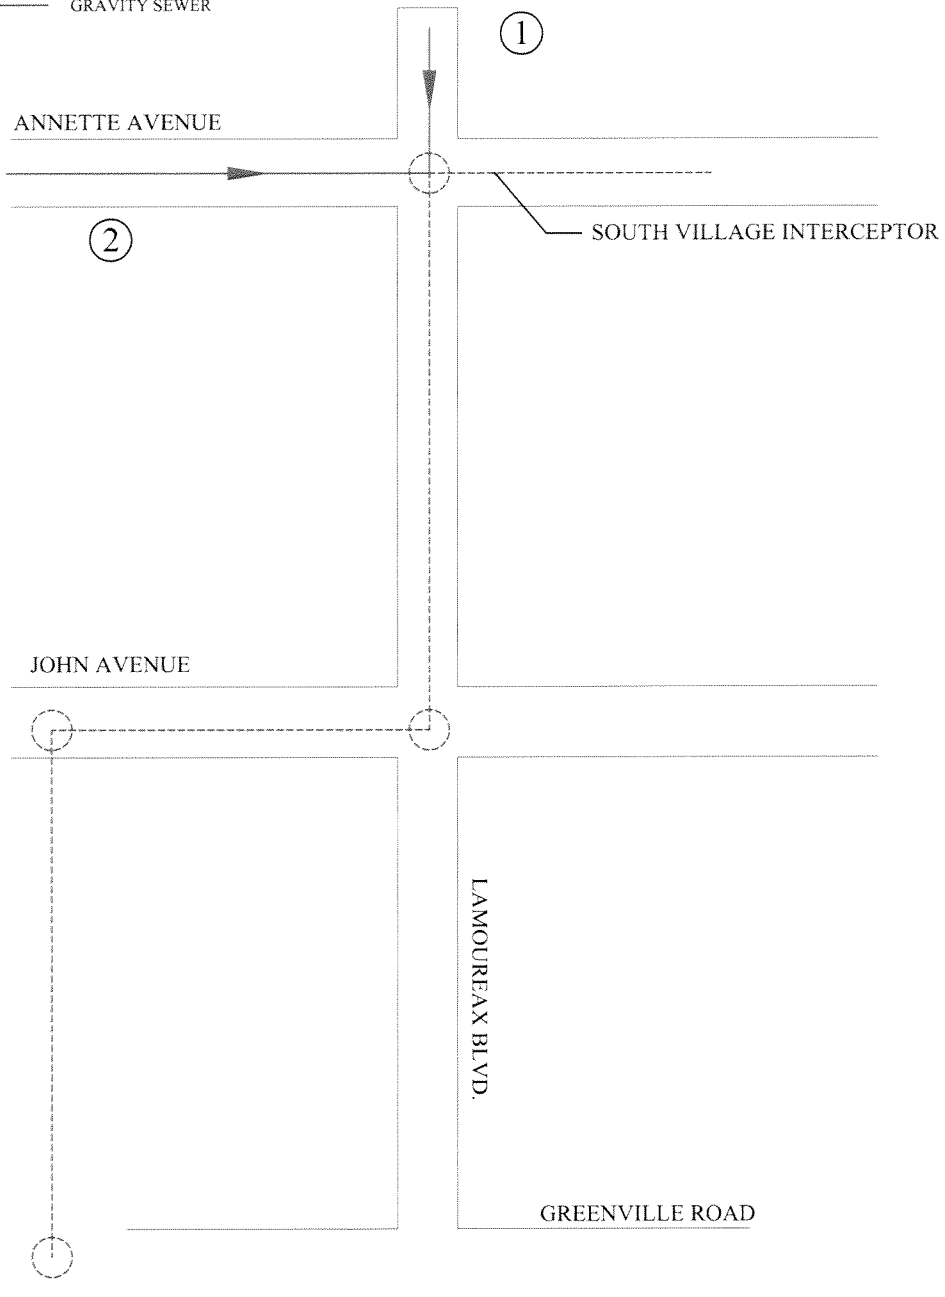 GRAVITY SEWER
1
ANNETTE AVENUE
2
SOUTH VILLAGE INTERCEPTOR
JOHN AVENUE
LAMOUREAX BLVD.
GREENVILLE ROAD